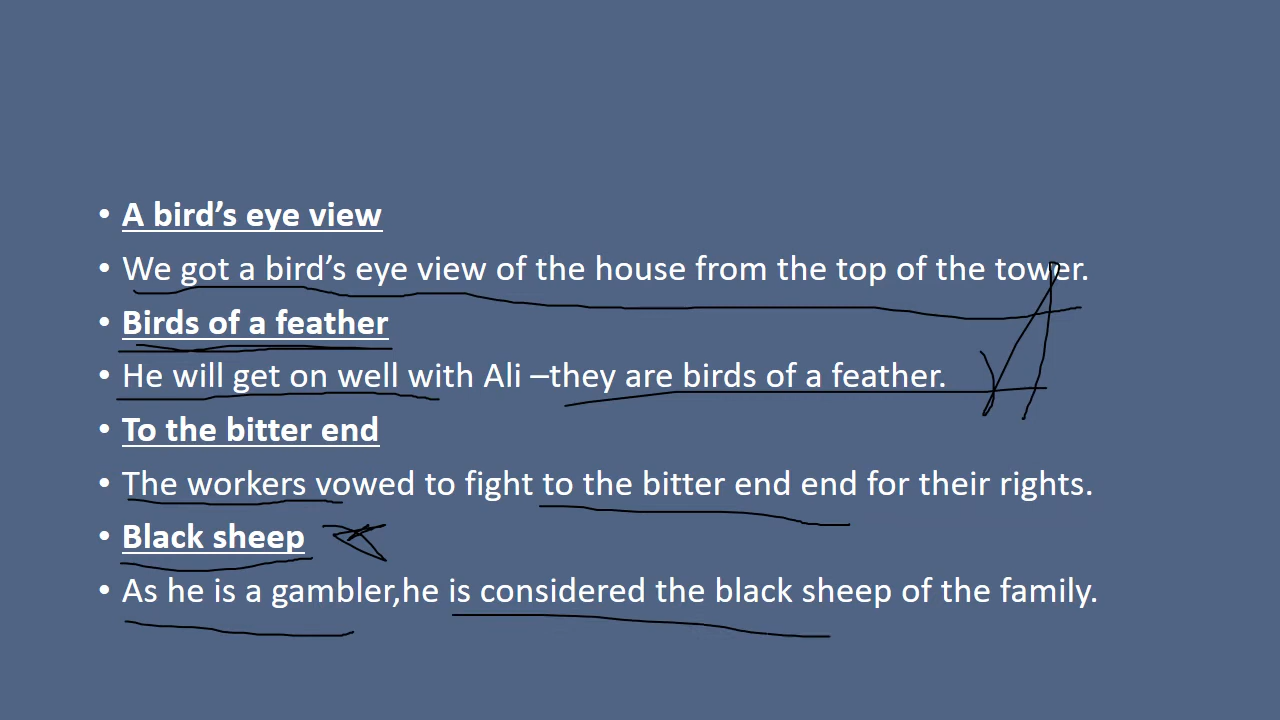 • A bird’s eye view
• We got a bird’s eye view of the house from the top of the tower.
• Birds of a feather
• He will get on well with Ali –they are birds of a feather.
• To the bitter end
• The workers vowed to fight to the bitter end end for their rights.
• Black sheep
• As he is a gambler,he is considered the black sheep of the family.